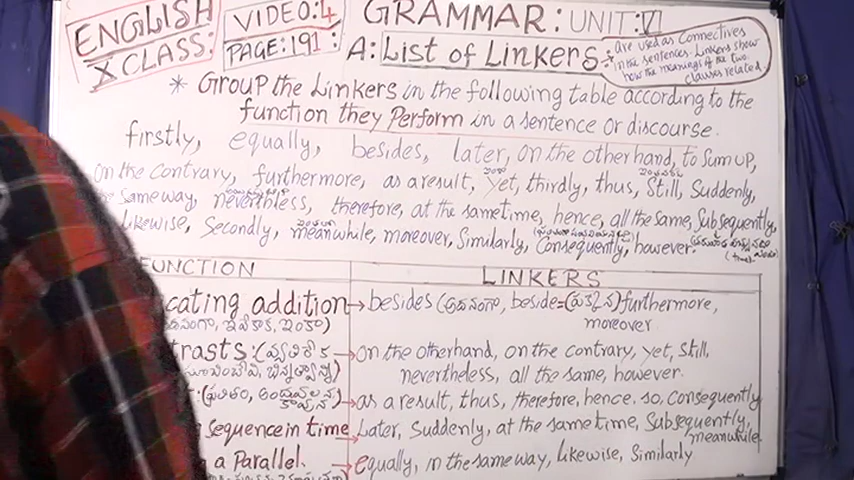 ENGLISH
X CLASS:
VIDEO:4
PAGE:191:
GRAMMAR: UNIT:VI
A: List of Linkers
are used as Connectives
in the sentences. Linkers show
how the meanings of the two
clauses related
* GrouP the Linkers in the following table according to the
function they Perform in a sentence or discourse.
firstly, equally, besides, later, on the otherhand, to sum up,
on the contrary, furthermore, as a result, yet, thirdly, thus, Still, Suddenly,
the same way, nevertheless, therefore, at the sametime, hence, all the same, Subsequently,
Likewise, Secondly, meanwhile, moreover, Similarly, Consequently, however.
FUNCTION LINKERS
cating addition → besides ( beside= furthermore,
moreover
trasts: → on the otherhand, on the contrary, yet, Still,
nevertheless, all the same, however.
: → as a result, thus, therefore, hence. so, Consequently
sequence in time → Later, Suddenly, at the same time, Subsequently,
meanwhile
a Parallel. → equally, in the same way, Likewise, Similarly